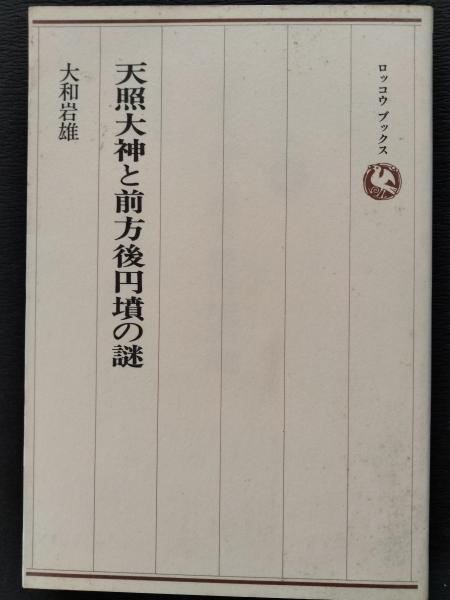 ロッコウ ブックス
天照大神と前方後円墳の謎
大和岩雄